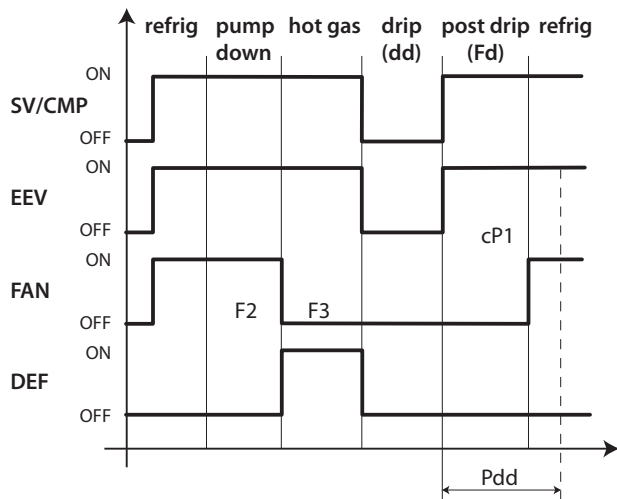 refrig pump down hot gas drip (dd) post drip (Fd) refrig
SV/CMP ON OFF
EEV ON OFF cP1
FAN ON OFF F2 F3
DEF ON OFF
Pdd